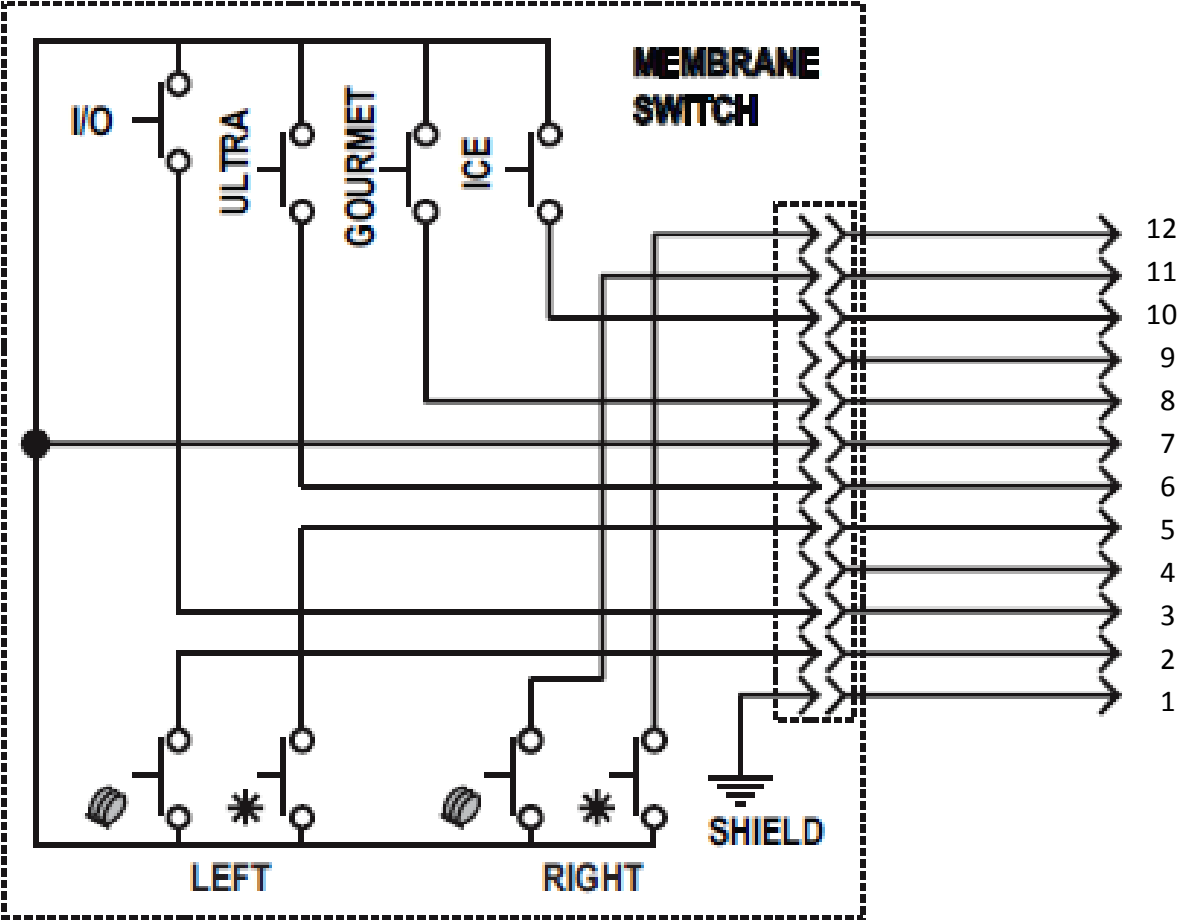 MEMBRANE
SWITCH
I/O
ULTRA
GOURMET
ICE
12
11
10
9
8
7
6
5
4
3
2
1
SHIELD
LEFT
RIGHT